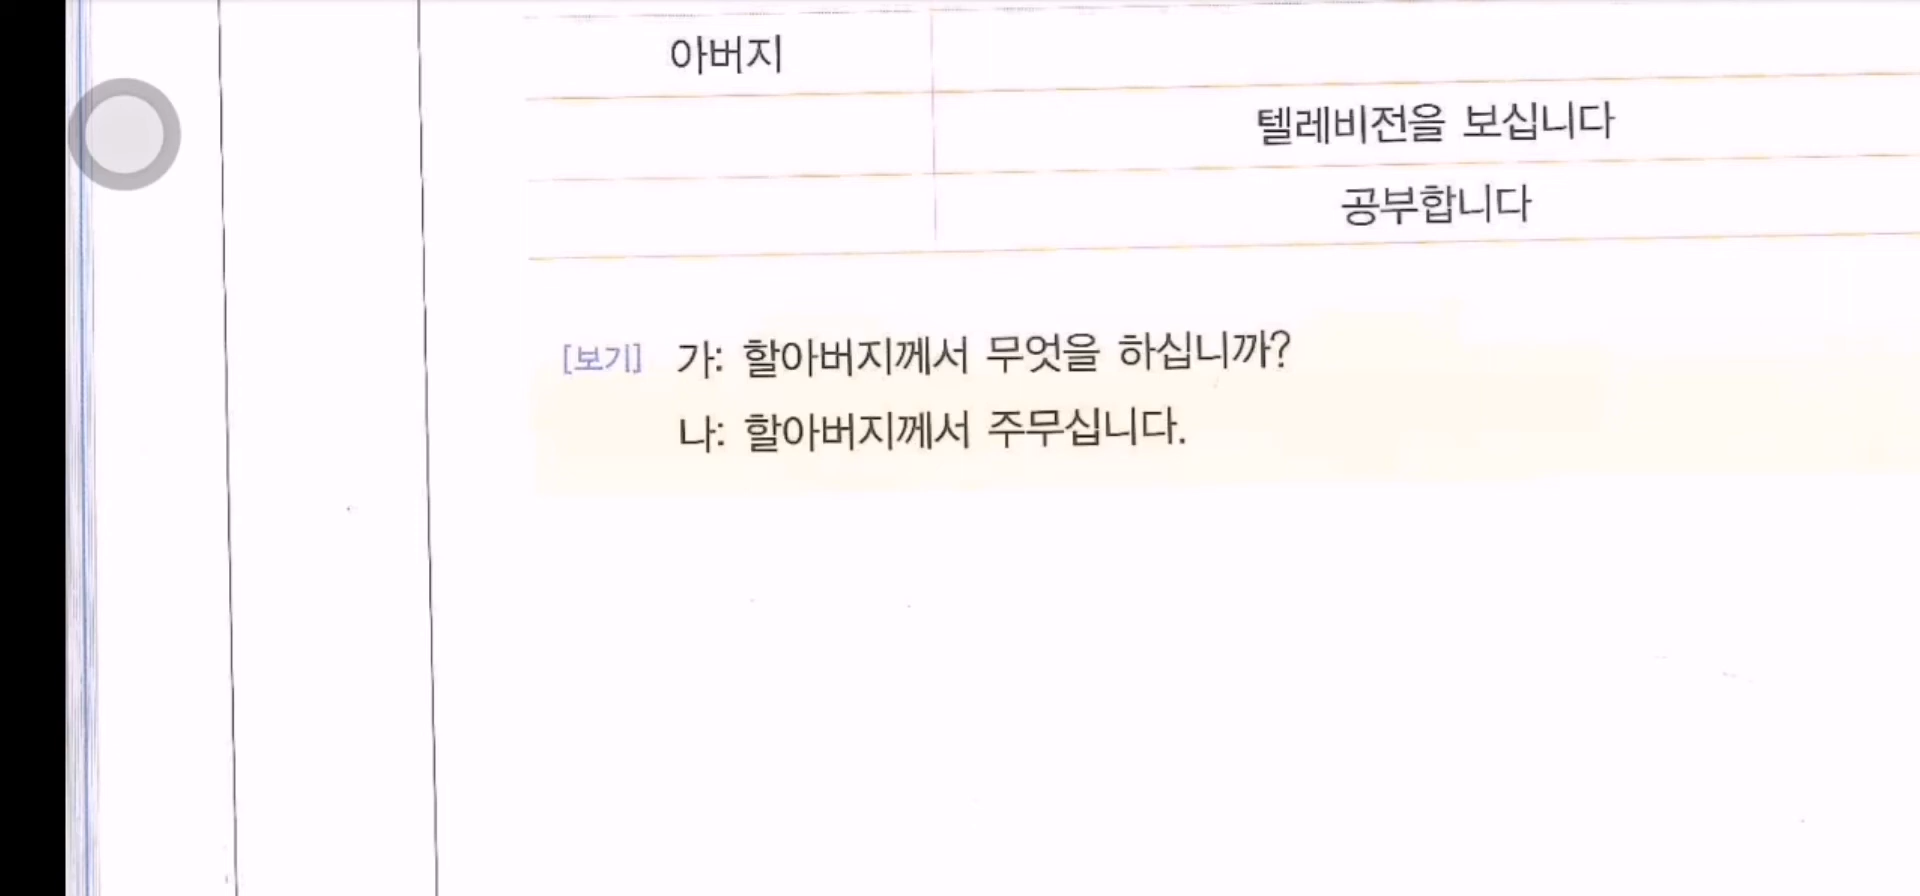 아버지
텔레비전을 보십니다
공부합니다
[보기] 가: 할아버지께서 무엇을 하십니까?
나: 할아버지께서 주무십니다.